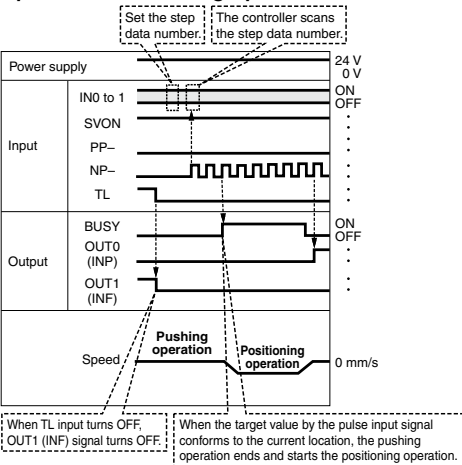 Set the step
data number.
The controller scans
the step data number.
Power supply
24 V
0 V
Input
IN0 to 1
ON
OFF
SVON
PP–
NP–
TL
Output
BUSY
ON
OFF
OUT0
(INP)
OUT1
(INF)
Speed
Pushing
operation
Positioning
operation
0 mm/s
When TL input turns OFF,
OUT1 (INF) signal turns OFF.
When the target value by the pulse input signal
conforms to the current location, the pushing
operation ends and starts the positioning operation.